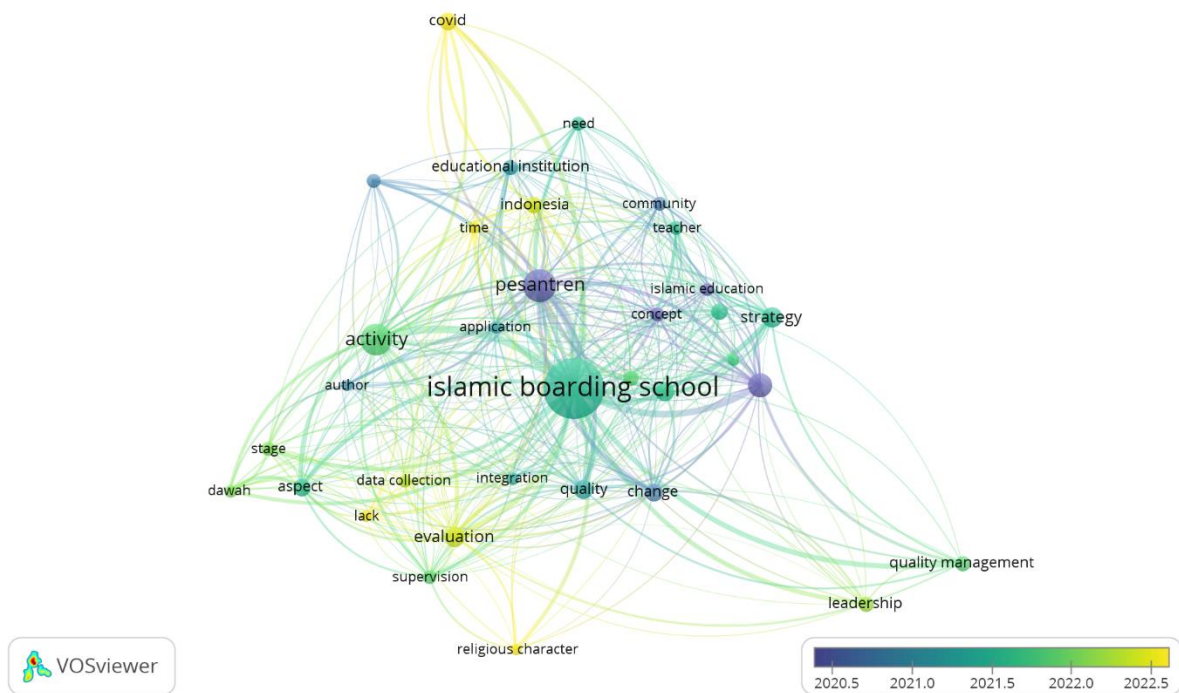 covid
need
educational institution
indonesia
community
time
teacher
pesantren
islamic education
concept
strategy
application
activity
author
islamic boarding school
stage
dawah
aspect
data collection
integration
quality
change
lack
evaluation
supervision
quality management
leadership
religious character
VOSviewer
2020.5 2021.0 2021.5 2022.0 2022.5